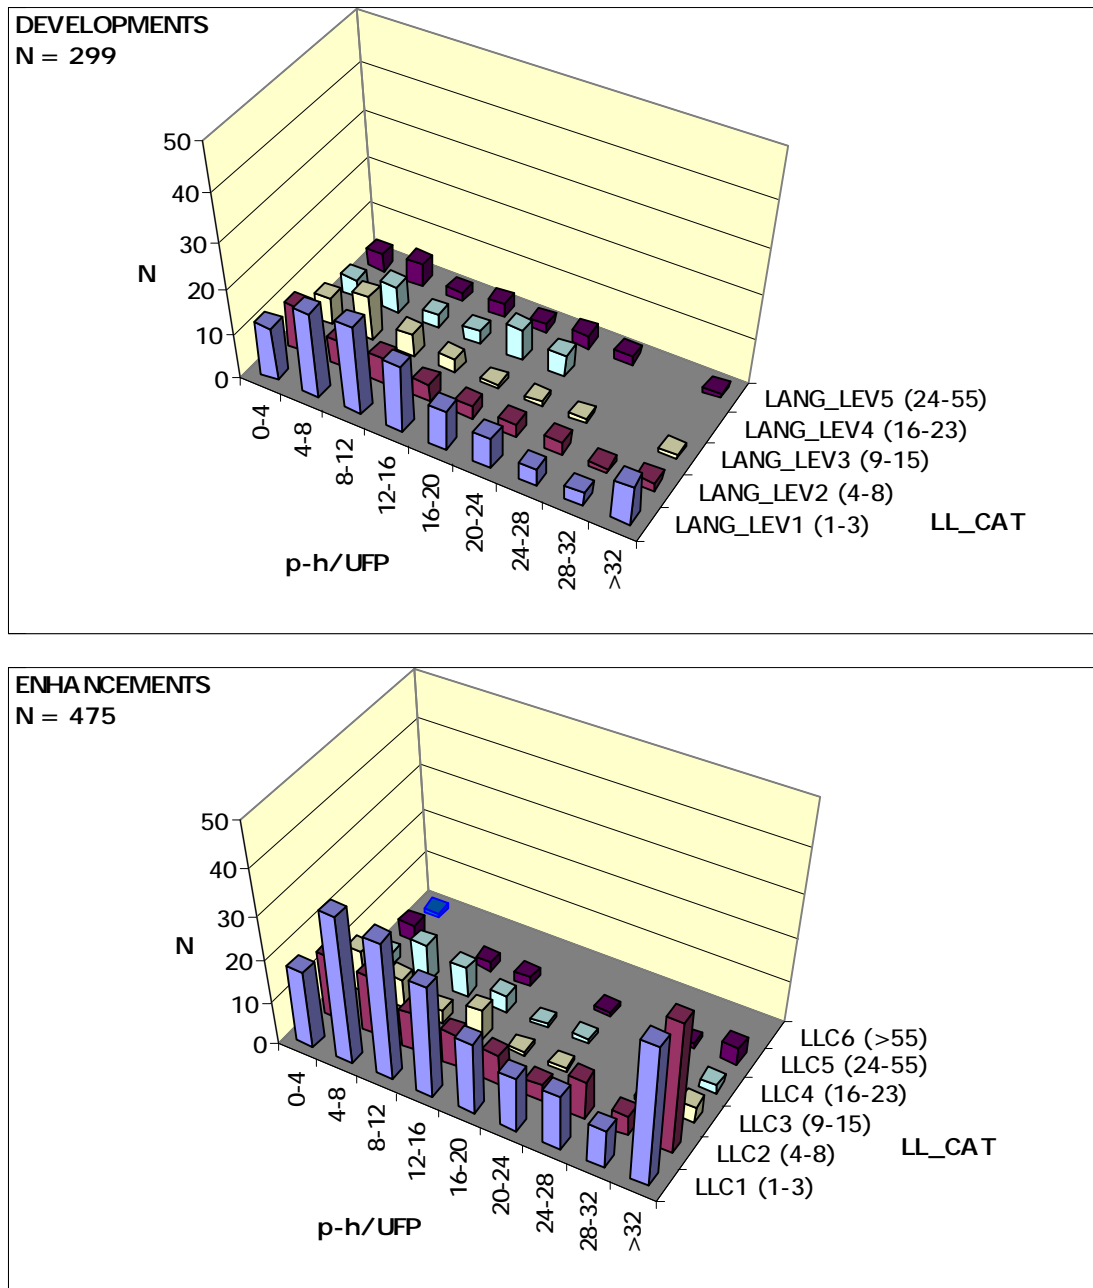 DEVELOPMENTS
N = 299
50
40
30
20
10
0
N
0-4
4-8
8-12
12-16
16-20
20-24
24-28
28-32
>32
p-h/UFP
LANG_LEV5 (24-55)
LANG_LEV4 (16-23)
LANG_LEV3 (9-15)
LANG_LEV2 (4-8)
LANG_LEV1 (1-3)
LL_CAT
ENHANCEMENTS
N = 475
50
40
30
20
10
0
N
0-4
4-8
8-12
12-16
16-20
20-24
24-28
28-32
>32
p-h/UFP
LLC6 (>55)
LLC5 (24-55)
LLC4 (16-23)
LLC3 (9-15)
LLC2 (4-8)
LLC1 (1-3)
LL_CAT